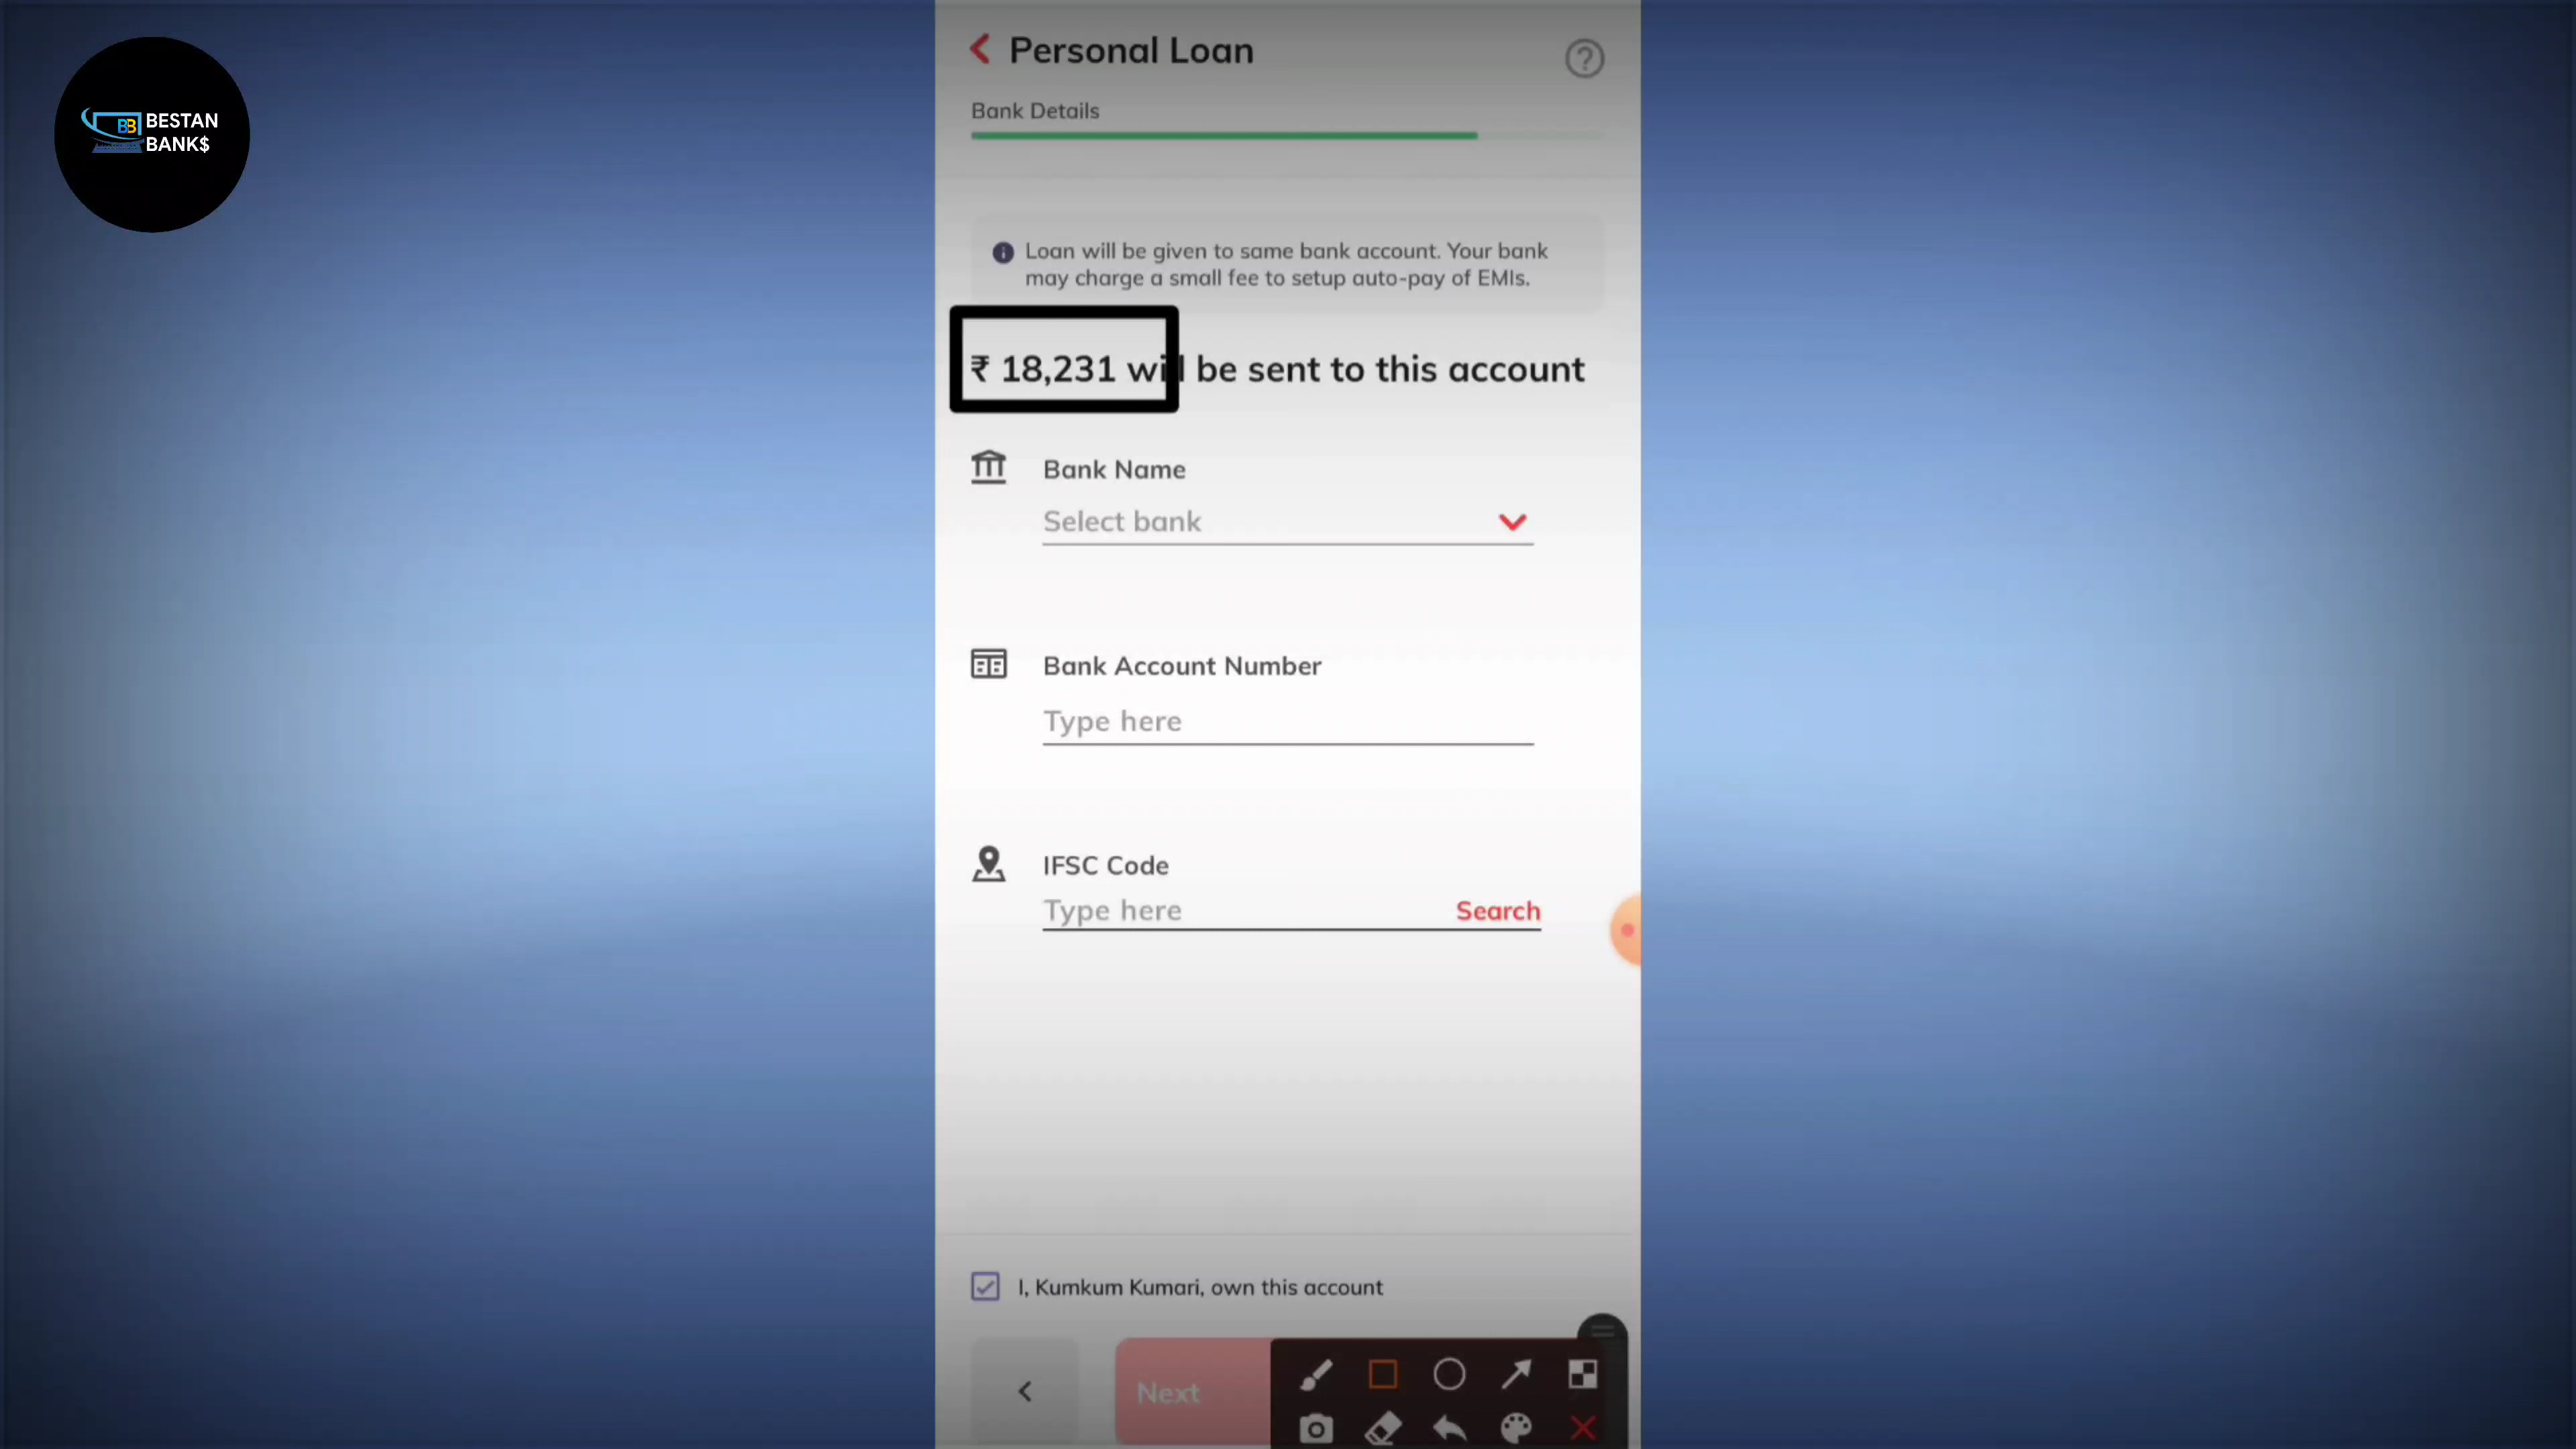 BB BESTAN
BANK$
Personal Loan
Bank Details
Loan will be given to same bank account. Your bank
may charge a small fee to setup auto-pay of EMIs.
₹ 18,231 will be sent to this account
Bank Name
Select bank
Bank Account Number
Type here
IFSC Code
Type here
Search
I, Kumkum Kumari, own this account
Next